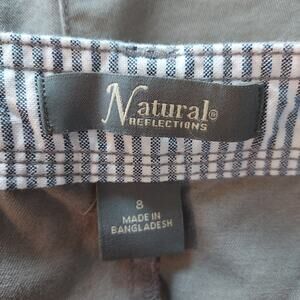 Natural®
REFLECTIONS
8
MADE IN
BANGLADESH